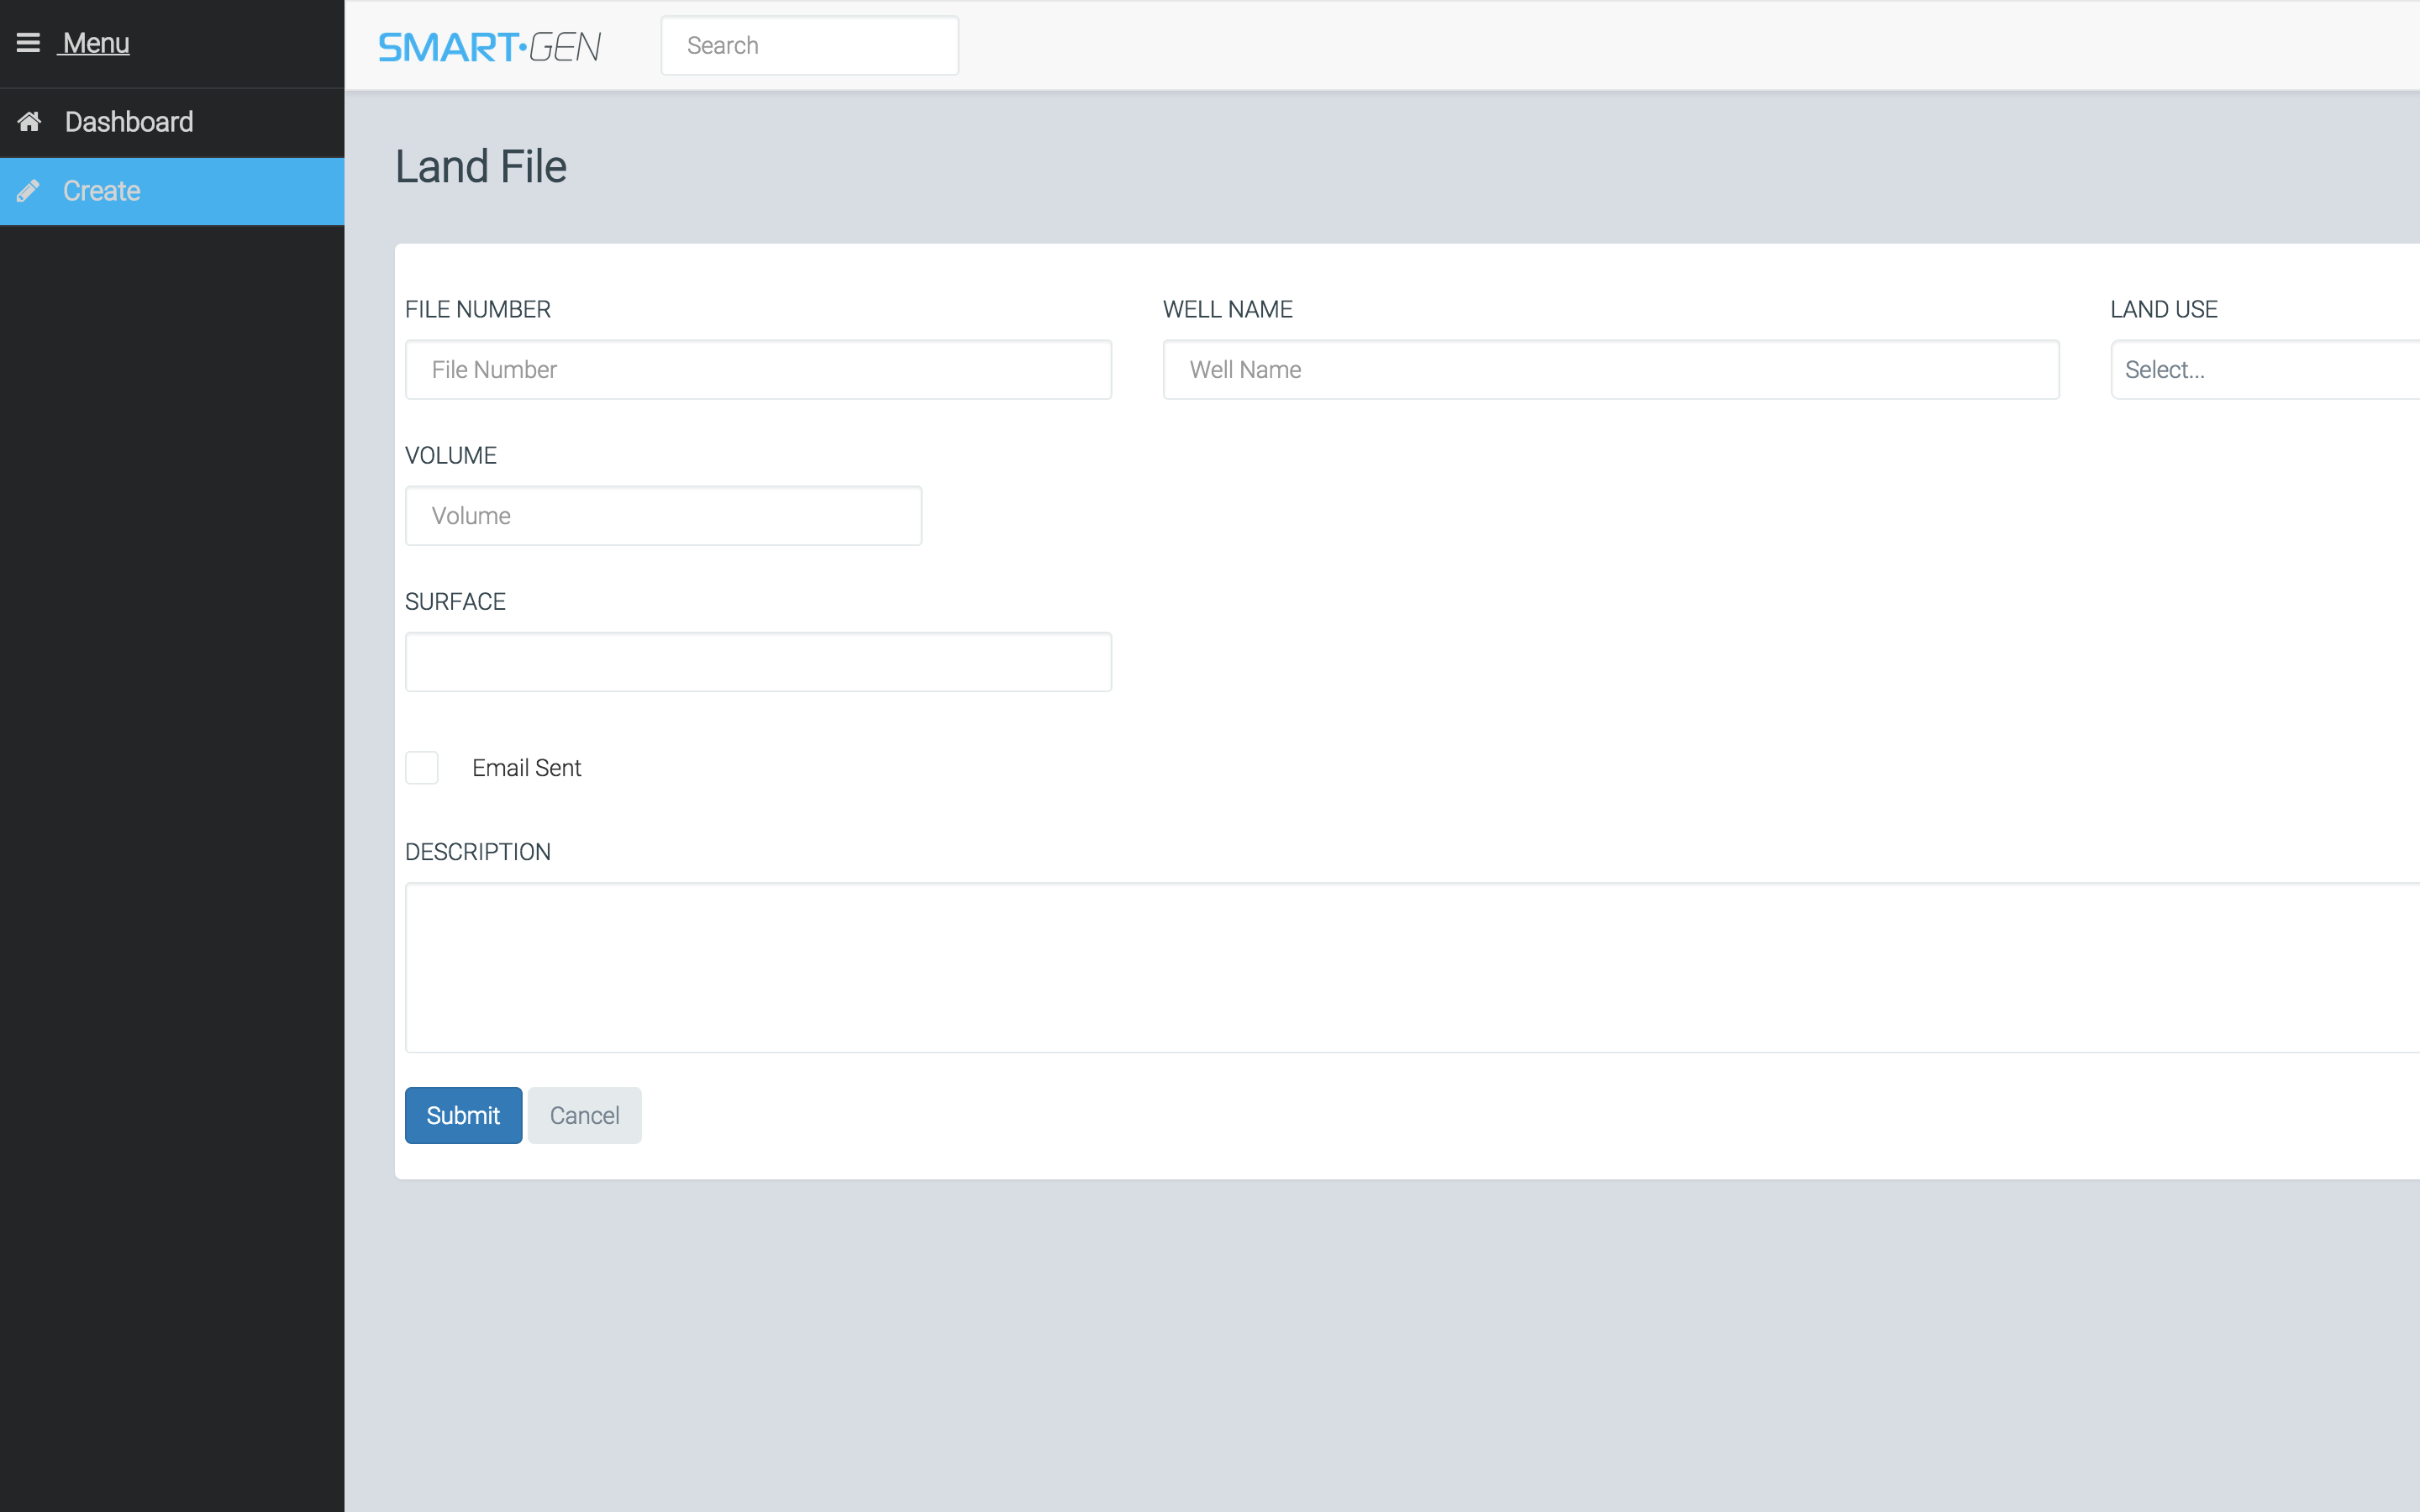 Menu
SMART·GEN
Search
Dashboard
Create
Land File
FILE NUMBER
WELL NAME
LAND USE
File Number
Well Name
Select...
VOLUME
Volume
SURFACE
Email Sent
DESCRIPTION
Submit
Cancel